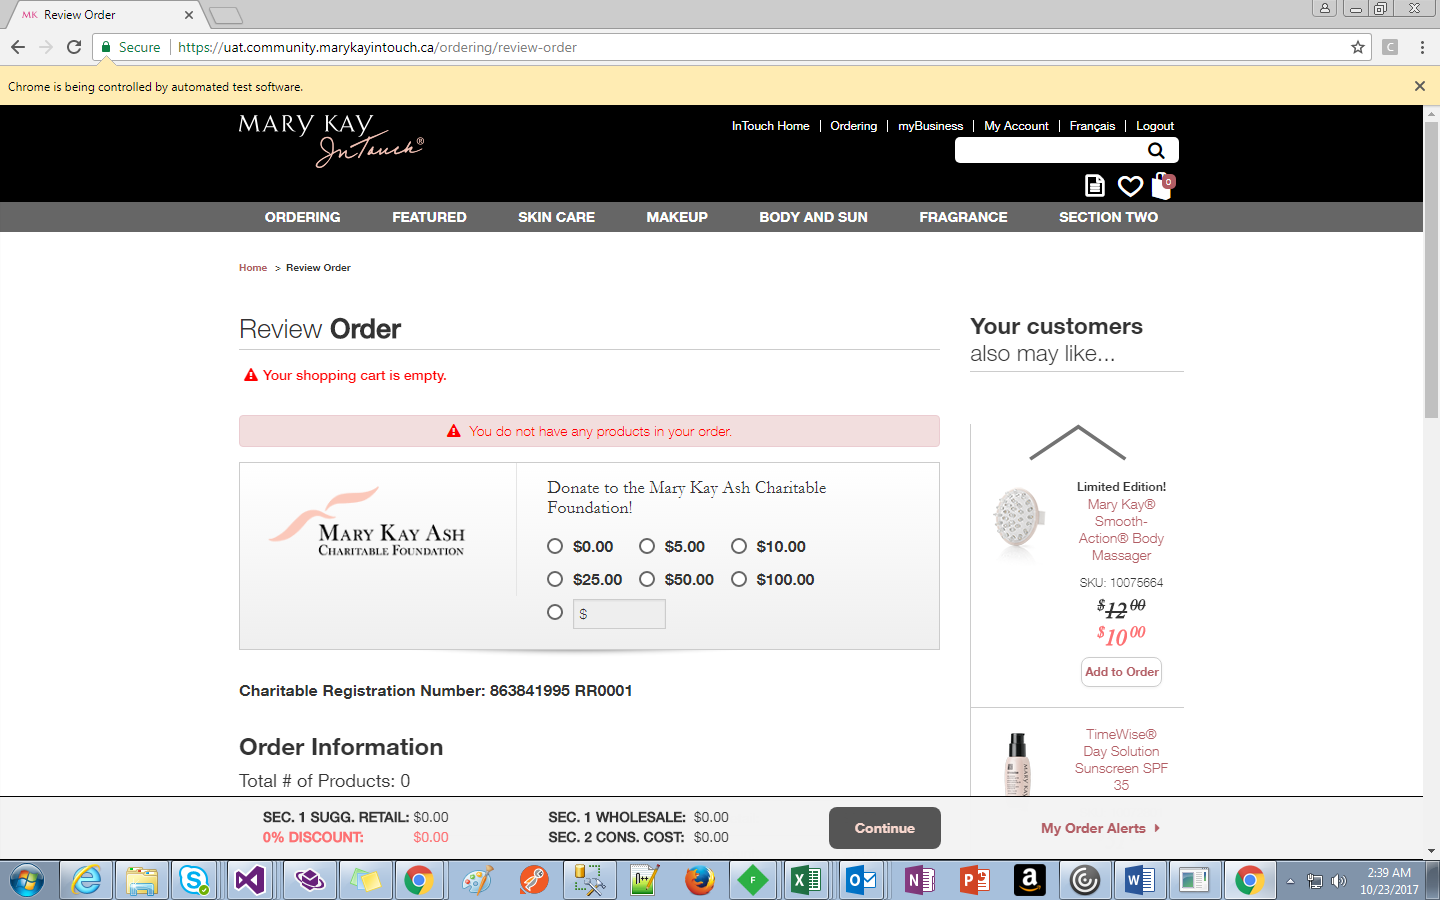 MK Review Order
Secure https://uat.community.marykayintouch.ca/ordering/review-order
Chrome is being controlled by automated test software.
MARY KAY
InTouch®
InTouch Home | Ordering | myBusiness | My Account | Français | Logout
0
ORDERING FEATURED SKIN CARE MAKEUP BODY AND SUN FRAGRANCE SECTION TWO
Home > Review Order
Review Order
Your shopping cart is empty.
You do not have any products in your order.
MARY KAY ASH
CHARITABLE FOUNDATION
Donate to the Mary Kay Ash Charitable
Foundation!
$0.00 $5.00 $10.00
$25.00 $50.00 $100.00
$
Charitable Registration Number: 863841995 RR0001
Order Information
Total # of Products: 0
Your customers
also may like...
Limited Edition!
Mary Kay®
Smooth-
Action® Body
Massager
SKU: 10075664
$12 00
$10 00
Add to Order
TimeWise®
Day Solution
Sunscreen SPF
35
MARY KAY
SEC. 1 SUGG. RETAIL: $0.00 SEC. 1 WHOLESALE: $0.00
0% DISCOUNT: $0.00 SEC. 2 CONS. COST: $0.00
Continue
My Order Alerts
2:39 AM
10/23/2017